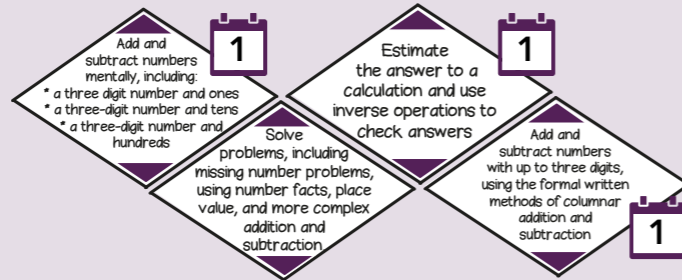 Add and
subtract numbers
mentally, including:
* a three digit number and ones
* a three-digit number and tens
* a three-digit number and
hundreds
1
Estimate
the answer to a
calculation and use
inverse operations to
check answers
1
Solve
problems, including
missing number problems,
using number facts, place
value, and more complex
addition and
subtraction
Add and
subtract numbers
with up to three digits,
using the formal written
methods of columnar
addition and
subtraction
1